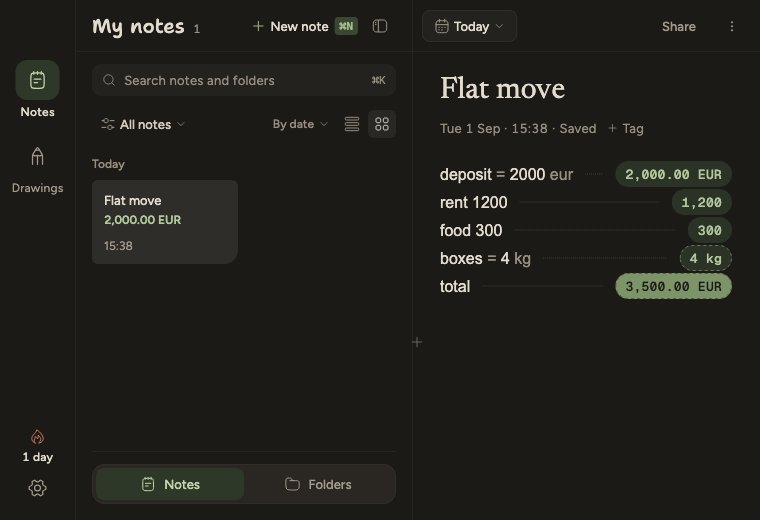 My notes 1
+ New note ⌘N
Search notes and folders ⌘K
All notes
By date
Today
Flat move
2,000.00 EUR
15:38
Notes
Drawings
1 day
Notes
Folders
Today
Share
Flat move
Tue 1 Sep · 15:38 · Saved + Tag
deposit = 2000 eur 2,000.00 EUR
rent 1200 1,200
food 300 300
boxes = 4 kg 4 kg
total 3,500.00 EUR
+